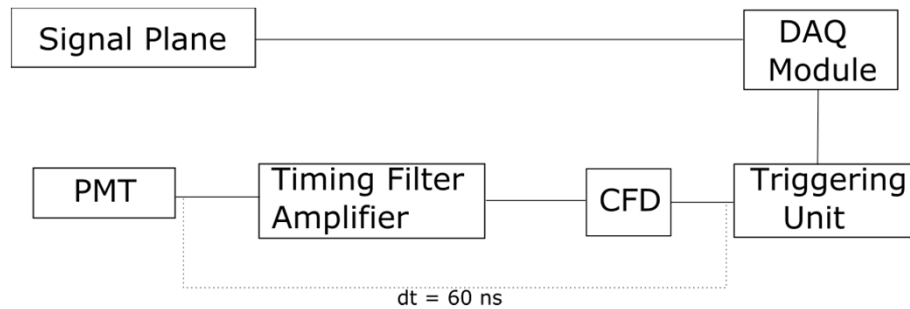 Signal Plane
DAQ
Module
PMT
Timing Filter
Amplifier
CFD
Triggering
Unit
dt = 60 ns